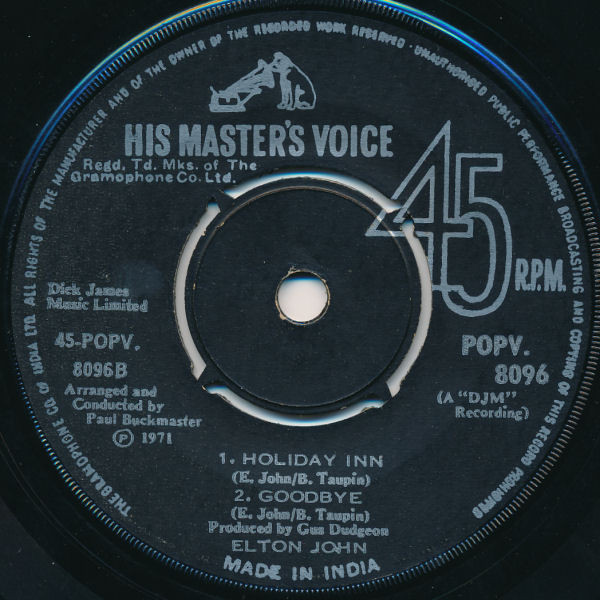 THE GRAMOPHONE CO. OF INDIA LTD. ALL RIGHTS OF THE MANUFACTURER AND OF THE OWNER OF THE RECORDED WORK RESERVED · UNAUTHORISED PUBLIC PERFORMANCE BROADCASTING AND COPYING OF THIS RECORD PROHIBITED
HIS MASTER'S VOICE
Regd. Td. Mks. of The
Gramophone Co. Ltd.
45
R.P.M.
Dick James
Music Limited
45-POPV.
8096B
Arranged and
Conducted by
Paul Buckmaster
Ⓟ 1971
POPV.
8096
(A "DJM"
Recording)
1. HOLIDAY INN
(E. John/B. Taupin)
2. GOODBYE
(E. John/B. Taupin)
Produced by Gus Dudgeon
ELTON JOHN
MADE IN INDIA